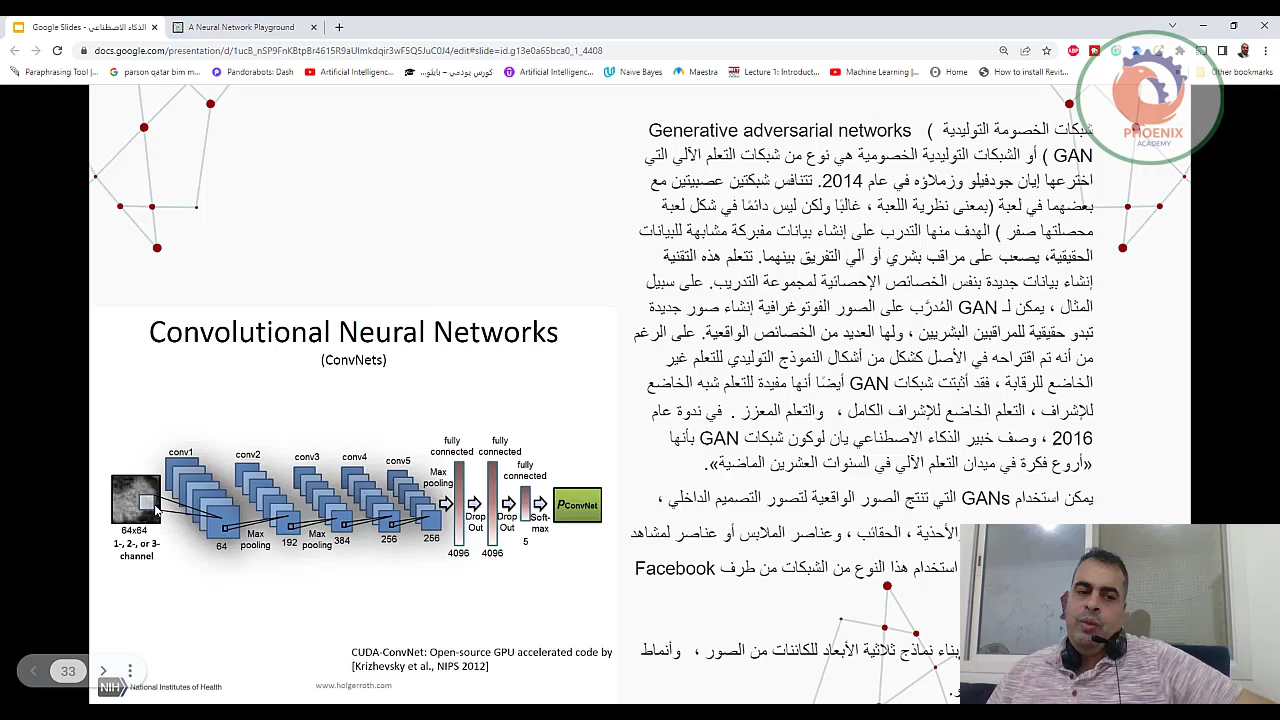 Google Slides - الذكاء الاصطناعي
A Neural Network Playground
docs.google.com/presentation/d/1ucB_nSP9FnKBtpBr461SR9aUImkdqir3wF5Q5JuC0J4/edit#slide=id.g13e0a65bca0_1_4408
Paraphrasing Tool |...
parson qatar bim m...
Pandorabots: Dash
Artificial Intelligenc...
Artificial Intelligenc...
Naive Bayes
Maestra
Lecture 1: Introduct...
Machine Learning |...
Home
How to install Revit...
Other bookmarks
PHOENIX
ACADEMY
شبكات الخصومة التوليدية ( Generative adversarial networks
GAN ) أو الشبكات التوليدية الخصومية هي نوع من شبكات التعلم الآلي التي
اخترعها إيان جودفيلو وزملاؤه في عام 2014. تتنافس شبكتين عصبيتين مع
بعضهما في لعبة (بمعنى نظرية اللعبة ، غالبًا ولكن ليس دائمًا في شكل لعبة
محصلتها صفر ) الهدف منها التدرب على إنشاء بيانات مفبركة مشابهة للبيانات
الحقيقية، يصعب على مراقب بشري أو آلي التفريق بينهما. تتعلم هذه التقنية
إنشاء بيانات جديدة بنفس الخصائص الإحصائية لمجموعة التدريب. على سبيل
المثال ، يمكن لـ GAN المُدرَّب على الصور الفوتوغرافية إنشاء صور جديدة
تبدو حقيقية للمراقبين البشريين ، ولها العديد من الخصائص الواقعية. على الرغم
من أنه تم اقتراحه في الأصل كشكل من أشكال النموذج التوليدي للتعلم غير
الخاضع للرقابة ، فقد أثبتت شبكات GAN أيضًا أنها مفيدة للتعلم شبه الخاضع
للإشراف ، التعلم الخاضع للإشراف الكامل ، والتعلم المعزز . في ندوة عام
2016 ، وصف خبير الذكاء الاصطناعي يان لوكون شبكات GAN بأنها
«أروع فكرة في ميدان التعلم الآلي في السنوات العشرين الماضية».
يمكن استخدام GANs التي تنتج الصور الواقعية لتصور التصميم الداخلي ،
الأحذية ، الحقائب ، وعناصر الملابس أو عناصر لمشاهد
استخدام هذا النوع من الشبكات من طرف Facebook
بناء نماذج ثلاثية الأبعاد للكائنات من الصور ، وأنماط
Convolutional Neural Networks
(ConvNets)
conv1 conv2 conv3 conv4 conv5
Max pooling
fully connected
fully connected
fully connected
64x64
1-, 2-, or 3-
channel
64
Max pooling
192
Max pooling
384
256
256
4096
Drop Out
4096
Drop Out
5
Soft-max
PConvNet
CUDA-ConvNet: Open-source GPU accelerated code by
[Krizhevsky et al., NIPS 2012]
33
NIH National Institutes of Health
www.holgerroth.com